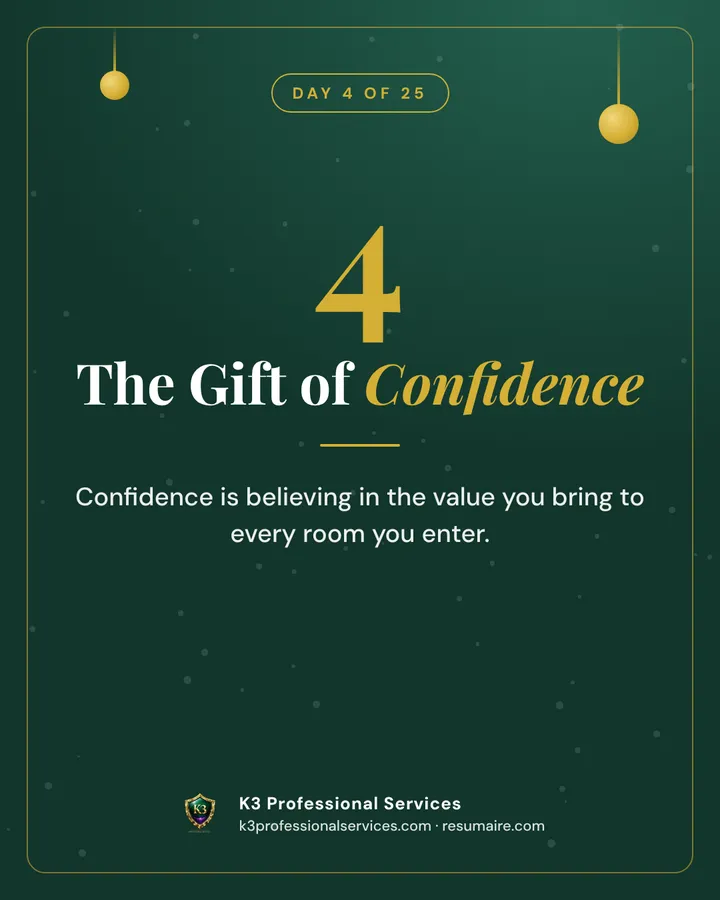 DAY 4 OF 25
4
The Gift of Confidence
Confidence is believing in the value you bring to
every room you enter.
K3
K3 Professional Services
k3professionalservices.com · resumaire.com